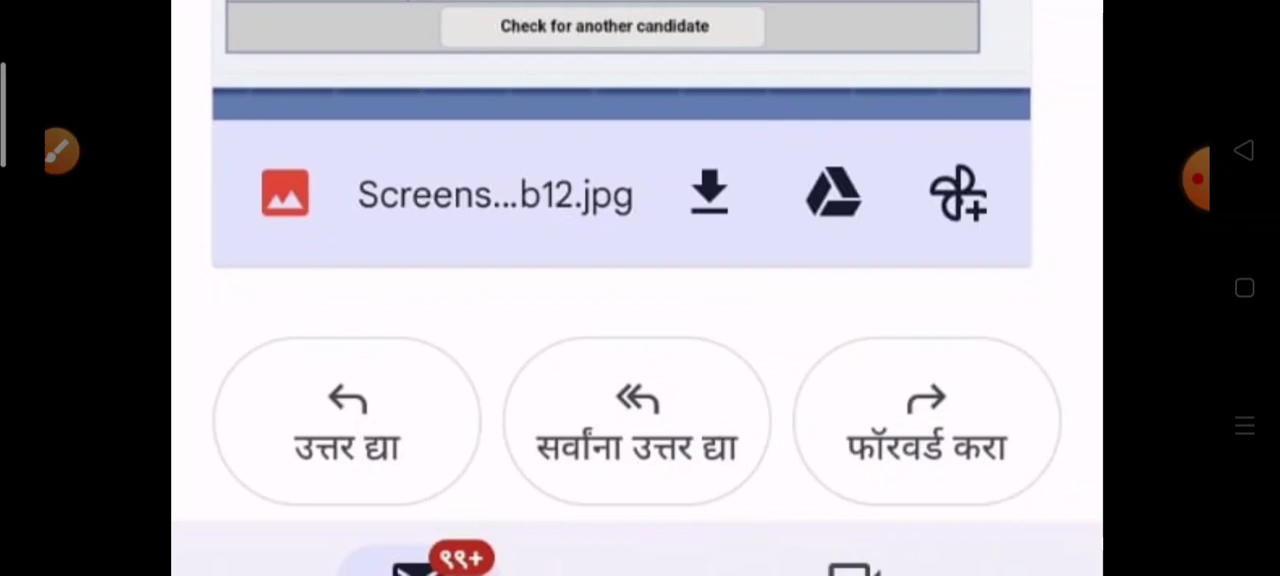 Check for another candidate
Screens...b12.jpg
उत्तर द्या
सर्वांना उत्तर द्या
फॉरवर्ड करा
९९+